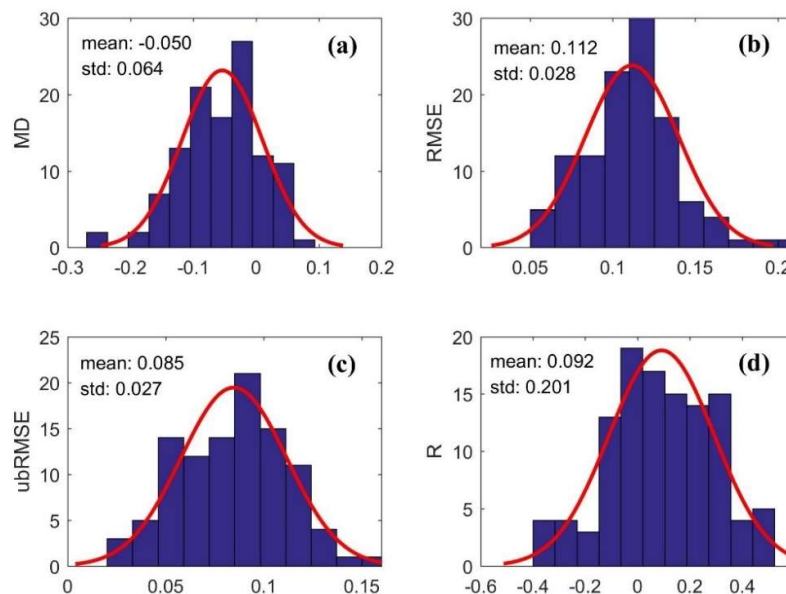 30
20
10
0
MD
mean: -0.050
std: 0.064
(a)
-0.3 -0.2 -0.1 0 0.1 0.2
30
20
10
0
RMSE
mean: 0.112
std: 0.028
(b)
0.05 0.1 0.15 0.2
25
20
15
10
5
0
ubRMSE
mean: 0.085
std: 0.027
(c)
0 0.05 0.1 0.15
20
15
10
5
0
R
mean: 0.092
std: 0.201
(d)
-0.6 -0.4 -0.2 0 0.2 0.4